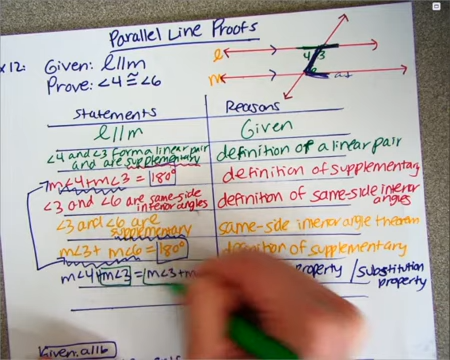 Parallel Line Proofs
x12: Given: ℓ || m
Prove: ∠4 ≅ ∠6
ℓ
m
4 3
6
Statements Reasons
ℓ || m Given
∠4 and ∠3 form a linear pair and are supplementary
definition of a linear pair
m∠4 + m∠3 = 180° definition of supplementary
∠3 and ∠6 are same-side interior angles
definition of same-side interior angles
∠3 and ∠6 are supplementary
same-side interior angle theorem
m∠3 + m∠6 = 180° definition of supplementary
m∠4 + m∠3 = m∠3 + m
property / substitution property
Given: a||b